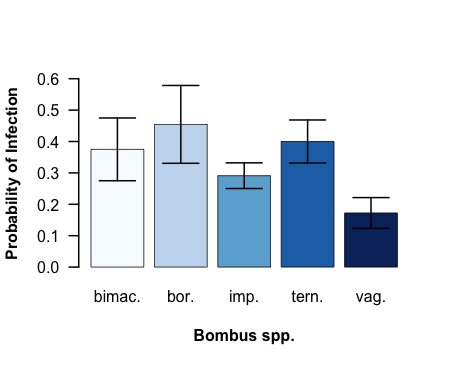 Probability of Infection
0.6
0.5
0.4
0.3
0.2
0.1
0.0
bimac. bor. imp. tern. vag.
Bombus spp.